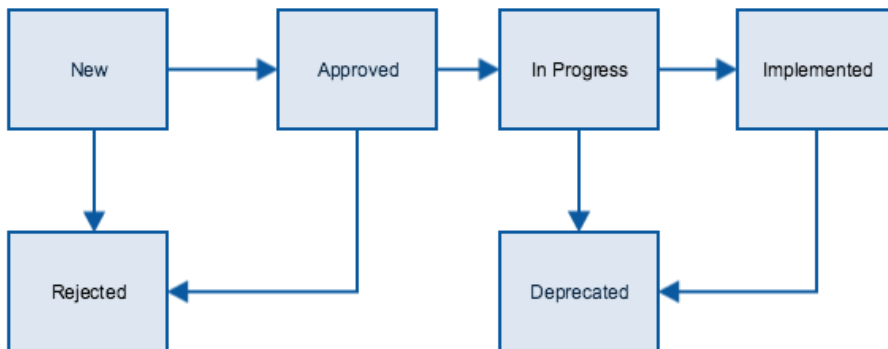 New
Approved
In Progress
Implemented
Rejected
Deprecated